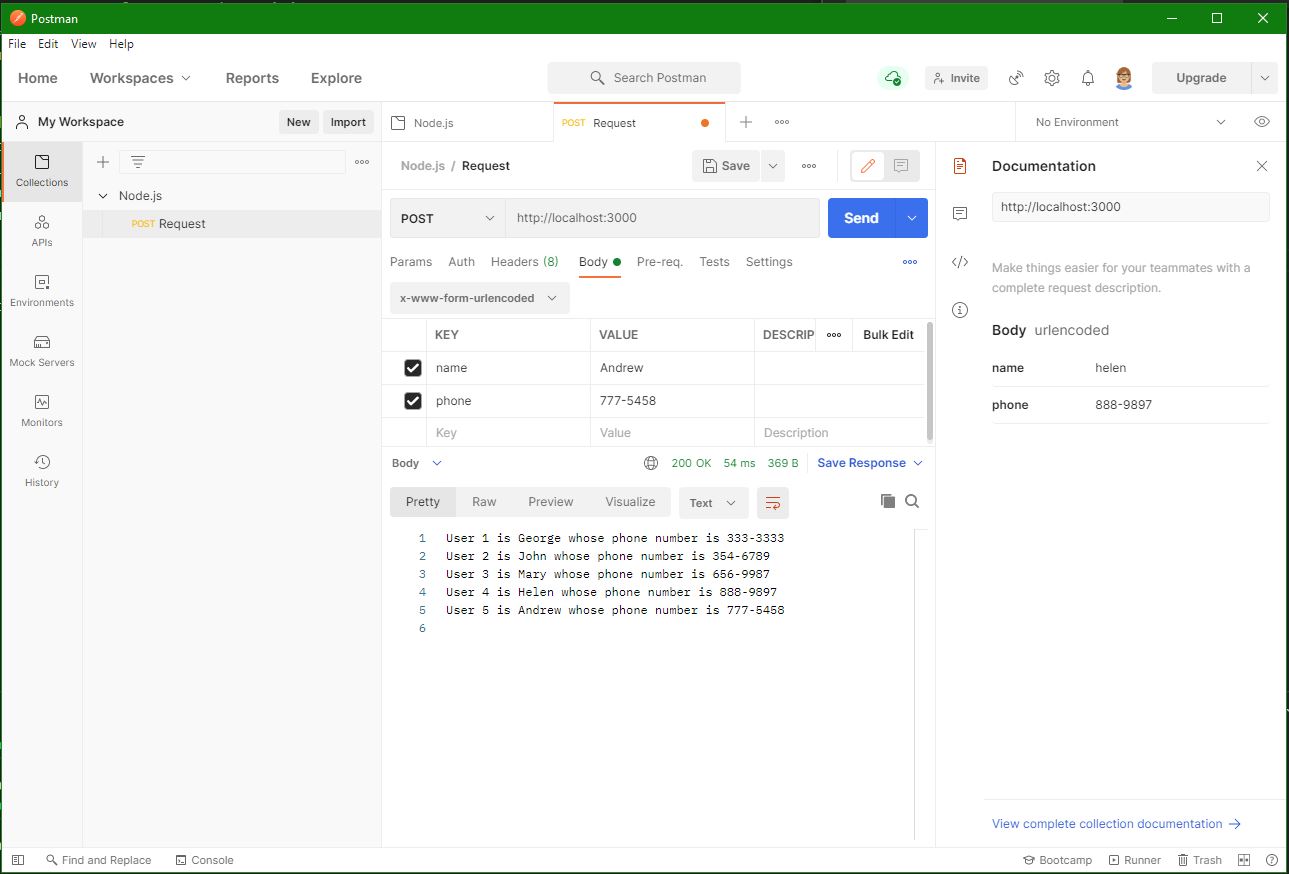 Postman
File Edit View Help
Home Workspaces Reports Explore Search Postman Invite Upgrade
My Workspace New Import
Node.js POST Request No Environment
Collections
APIs
Environments
Mock Servers
Monitors
History
Node.js
POST Request
Node.js / Request Save
POST http://localhost:3000 Send
Params Auth Headers (8) Body Pre-req. Tests Settings
x-www-form-urlencoded
KEY VALUE DESCRIP Bulk Edit
name Andrew
phone 777-5458
Key Value Description
Body 200 OK 54 ms 369 B Save Response
Pretty Raw Preview Visualize Text
1 User 1 is George whose phone number is 333-3333
2 User 2 is John whose phone number is 354-6789
3 User 3 is Mary whose phone number is 656-9987
4 User 4 is Helen whose phone number is 888-9897
5 User 5 is Andrew whose phone number is 777-5458
6
Documentation
http://localhost:3000
Make things easier for your teammates with a
complete request description.
Body urlencoded
name helen
phone 888-9897
View complete collection documentation →
Find and Replace Console Bootcamp Runner Trash